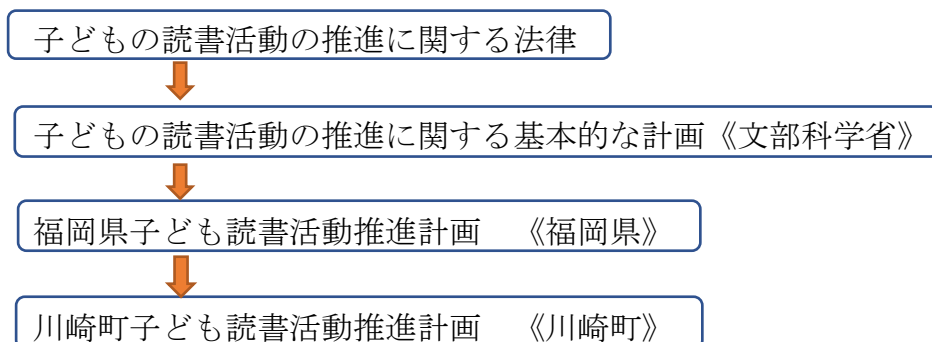 子どもの読書活動の推進に関する法律
子どもの読書活動の推進に関する基本的な計画《文部科学省》
福岡県子ども読書活動推進計画　《福岡県》
川崎町子ども読書活動推進計画　《川崎町》